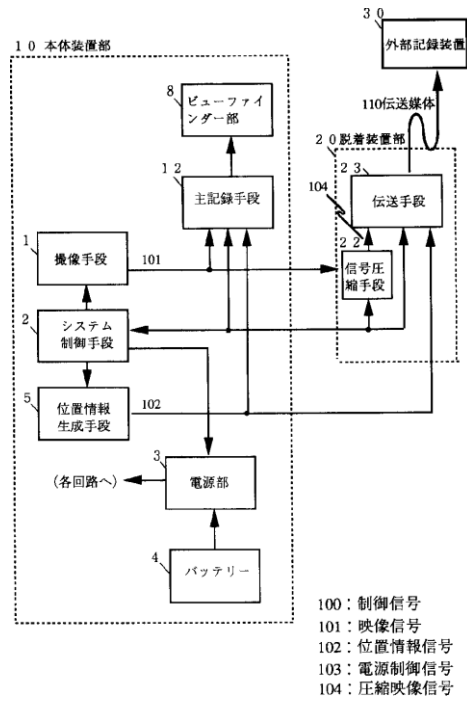 30
外部記録装置
10 本体装置部
8
ビューファイ
ンダー部
110伝送媒体
20脱着装置部
12
主記録手段
104
23
伝送手段
1
撮像手段
101
22
信号圧
縮手段
2
システム
制御手段
5
位置情報
生成手段
102
3
(各回路へ)
電源部
4
バッテリー
100：制御信号
101：映像信号
102：位置情報信号
103：電源制御信号
104：圧縮映像信号